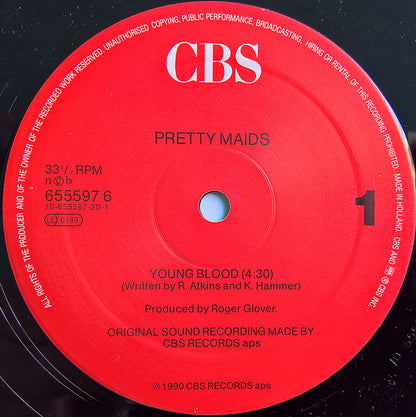 ALL RIGHTS OF THE PRODUCER AND OF THE OWNER OF THE RECORDED WORK RESERVED UNAUTHORISED COPYING, PUBLIC PERFORMANCE, BROADCASTING, HIRING OR RENTAL OF THIS RECORDING PROHIBITED. MADE IN HOLLAND. CBS AND ARE ® CBS INC.
CBS
PRETTY MAIDS
33⅓ RPM
n©b
655597 6
10-655597-20-1
LC 0149
1
YOUNG BLOOD (4:30)
(Written by R. Atkins and K. Hammer)
Produced by Roger Glover.
ORIGINAL SOUND RECORDING MADE BY
CBS RECORDS aps
℗ 1990 CBS RECORDS aps